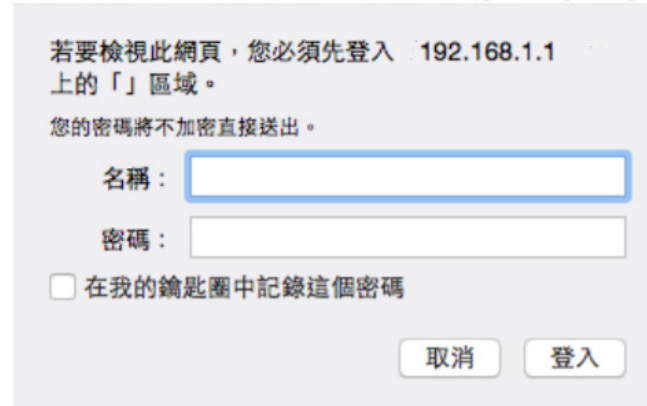 若要檢視此網頁，您必須先登入 192.168.1.1
上的「」區域。
您的密碼將不加密直接送出。
名稱：
密碼：
在我的鑰匙圈中記錄這個密碼
取消 登入